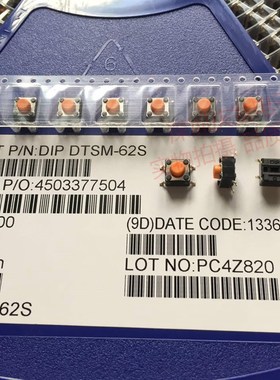 6
T P/N:DIP DTSM-62S
P/O:4503377504
00
(9D)DATE CODE:1336
LOT NO:PC4Z820
62S